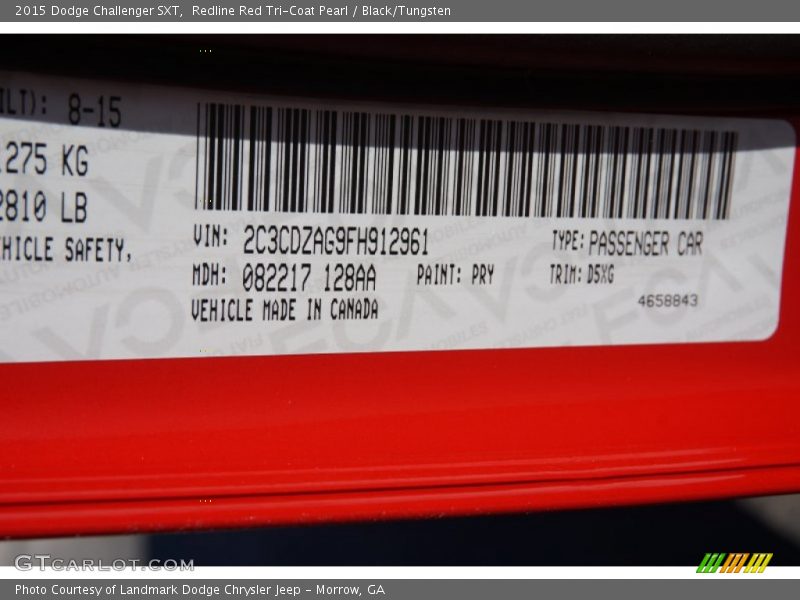 2015 Dodge Challenger SXT, Redline Red Tri-Coat Pearl / Black/Tungsten
ILT): 8-15
1275 KG
2810 LB
EHICLE SAFETY,
VIN: 2C3CDZAG9FH912961
TYPE: PASSENGER CAR
MDH: 082217 128AA
PAINT: PRY
TRIM: D5XG
VEHICLE MADE IN CANADA
4658843
GTCARLOT.COM
Photo Courtesy of Landmark Dodge Chrysler Jeep - Morrow, GA